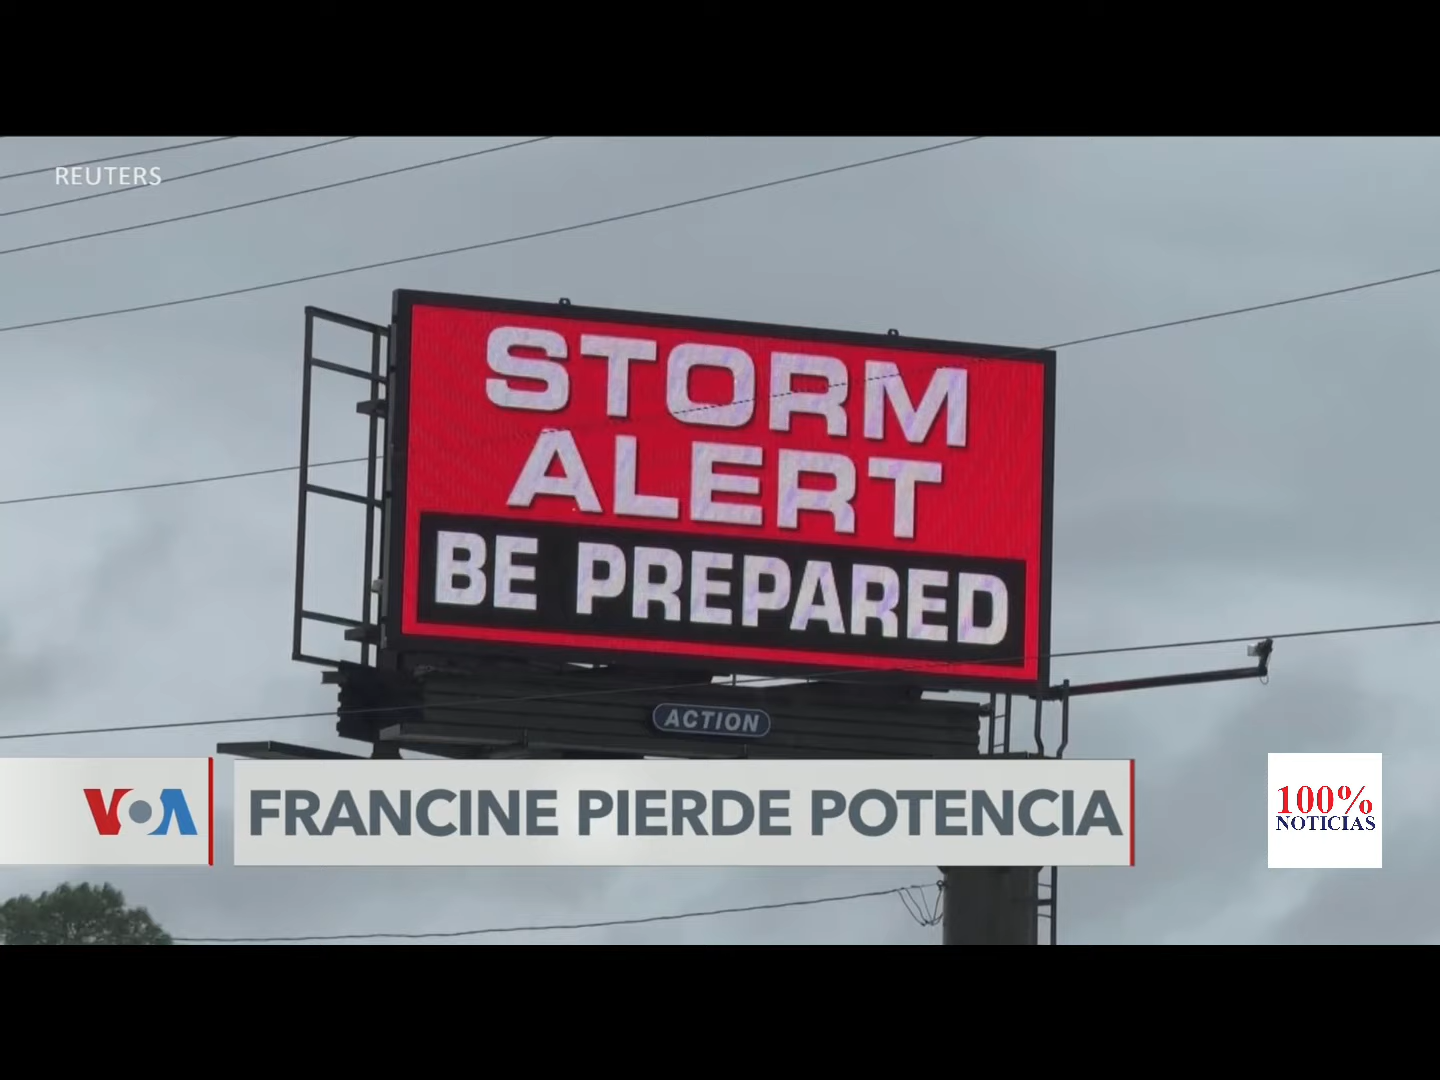 REUTERS
STORM
ALERT
BE PREPARED
ACTION
VOA
FRANCINE PIERDE POTENCIA
100%
NOTICIAS